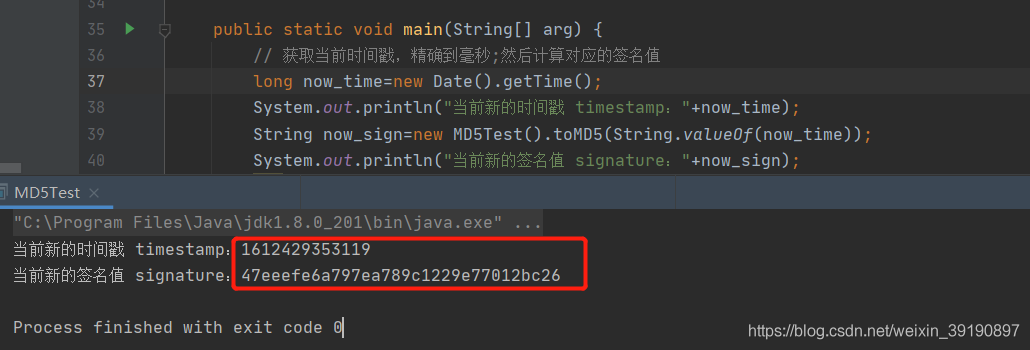 34
35 public static void main(String[] arg) {
36 // 获取当前时间戳，精确到毫秒;然后计算对应的签名值
37 long now_time=new Date().getTime();
38 System.out.println("当前新的时间戳 timestamp："+now_time);
39 String now_sign=new MD5Test().toMD5(String.valueOf(now_time));
40 System.out.println("当前新的签名值 signature："+now_sign);
MD5Test ×
"C:\Program Files\Java\jdk1.8.0_201\bin\java.exe" ...
当前新的时间戳 timestamp：1612429353119
当前新的签名值 signature：47eeefe6a797ea789c1229e77012bc26
Process finished with exit code 0
https://blog.csdn.net/weixin_39190897